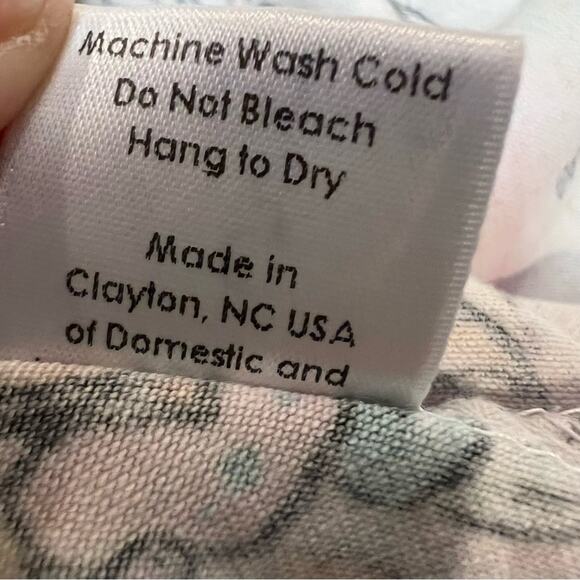 Machine Wash Cold
Do Not Bleach
Hang to Dry
Made in
Clayton, NC USA
of Domestic and